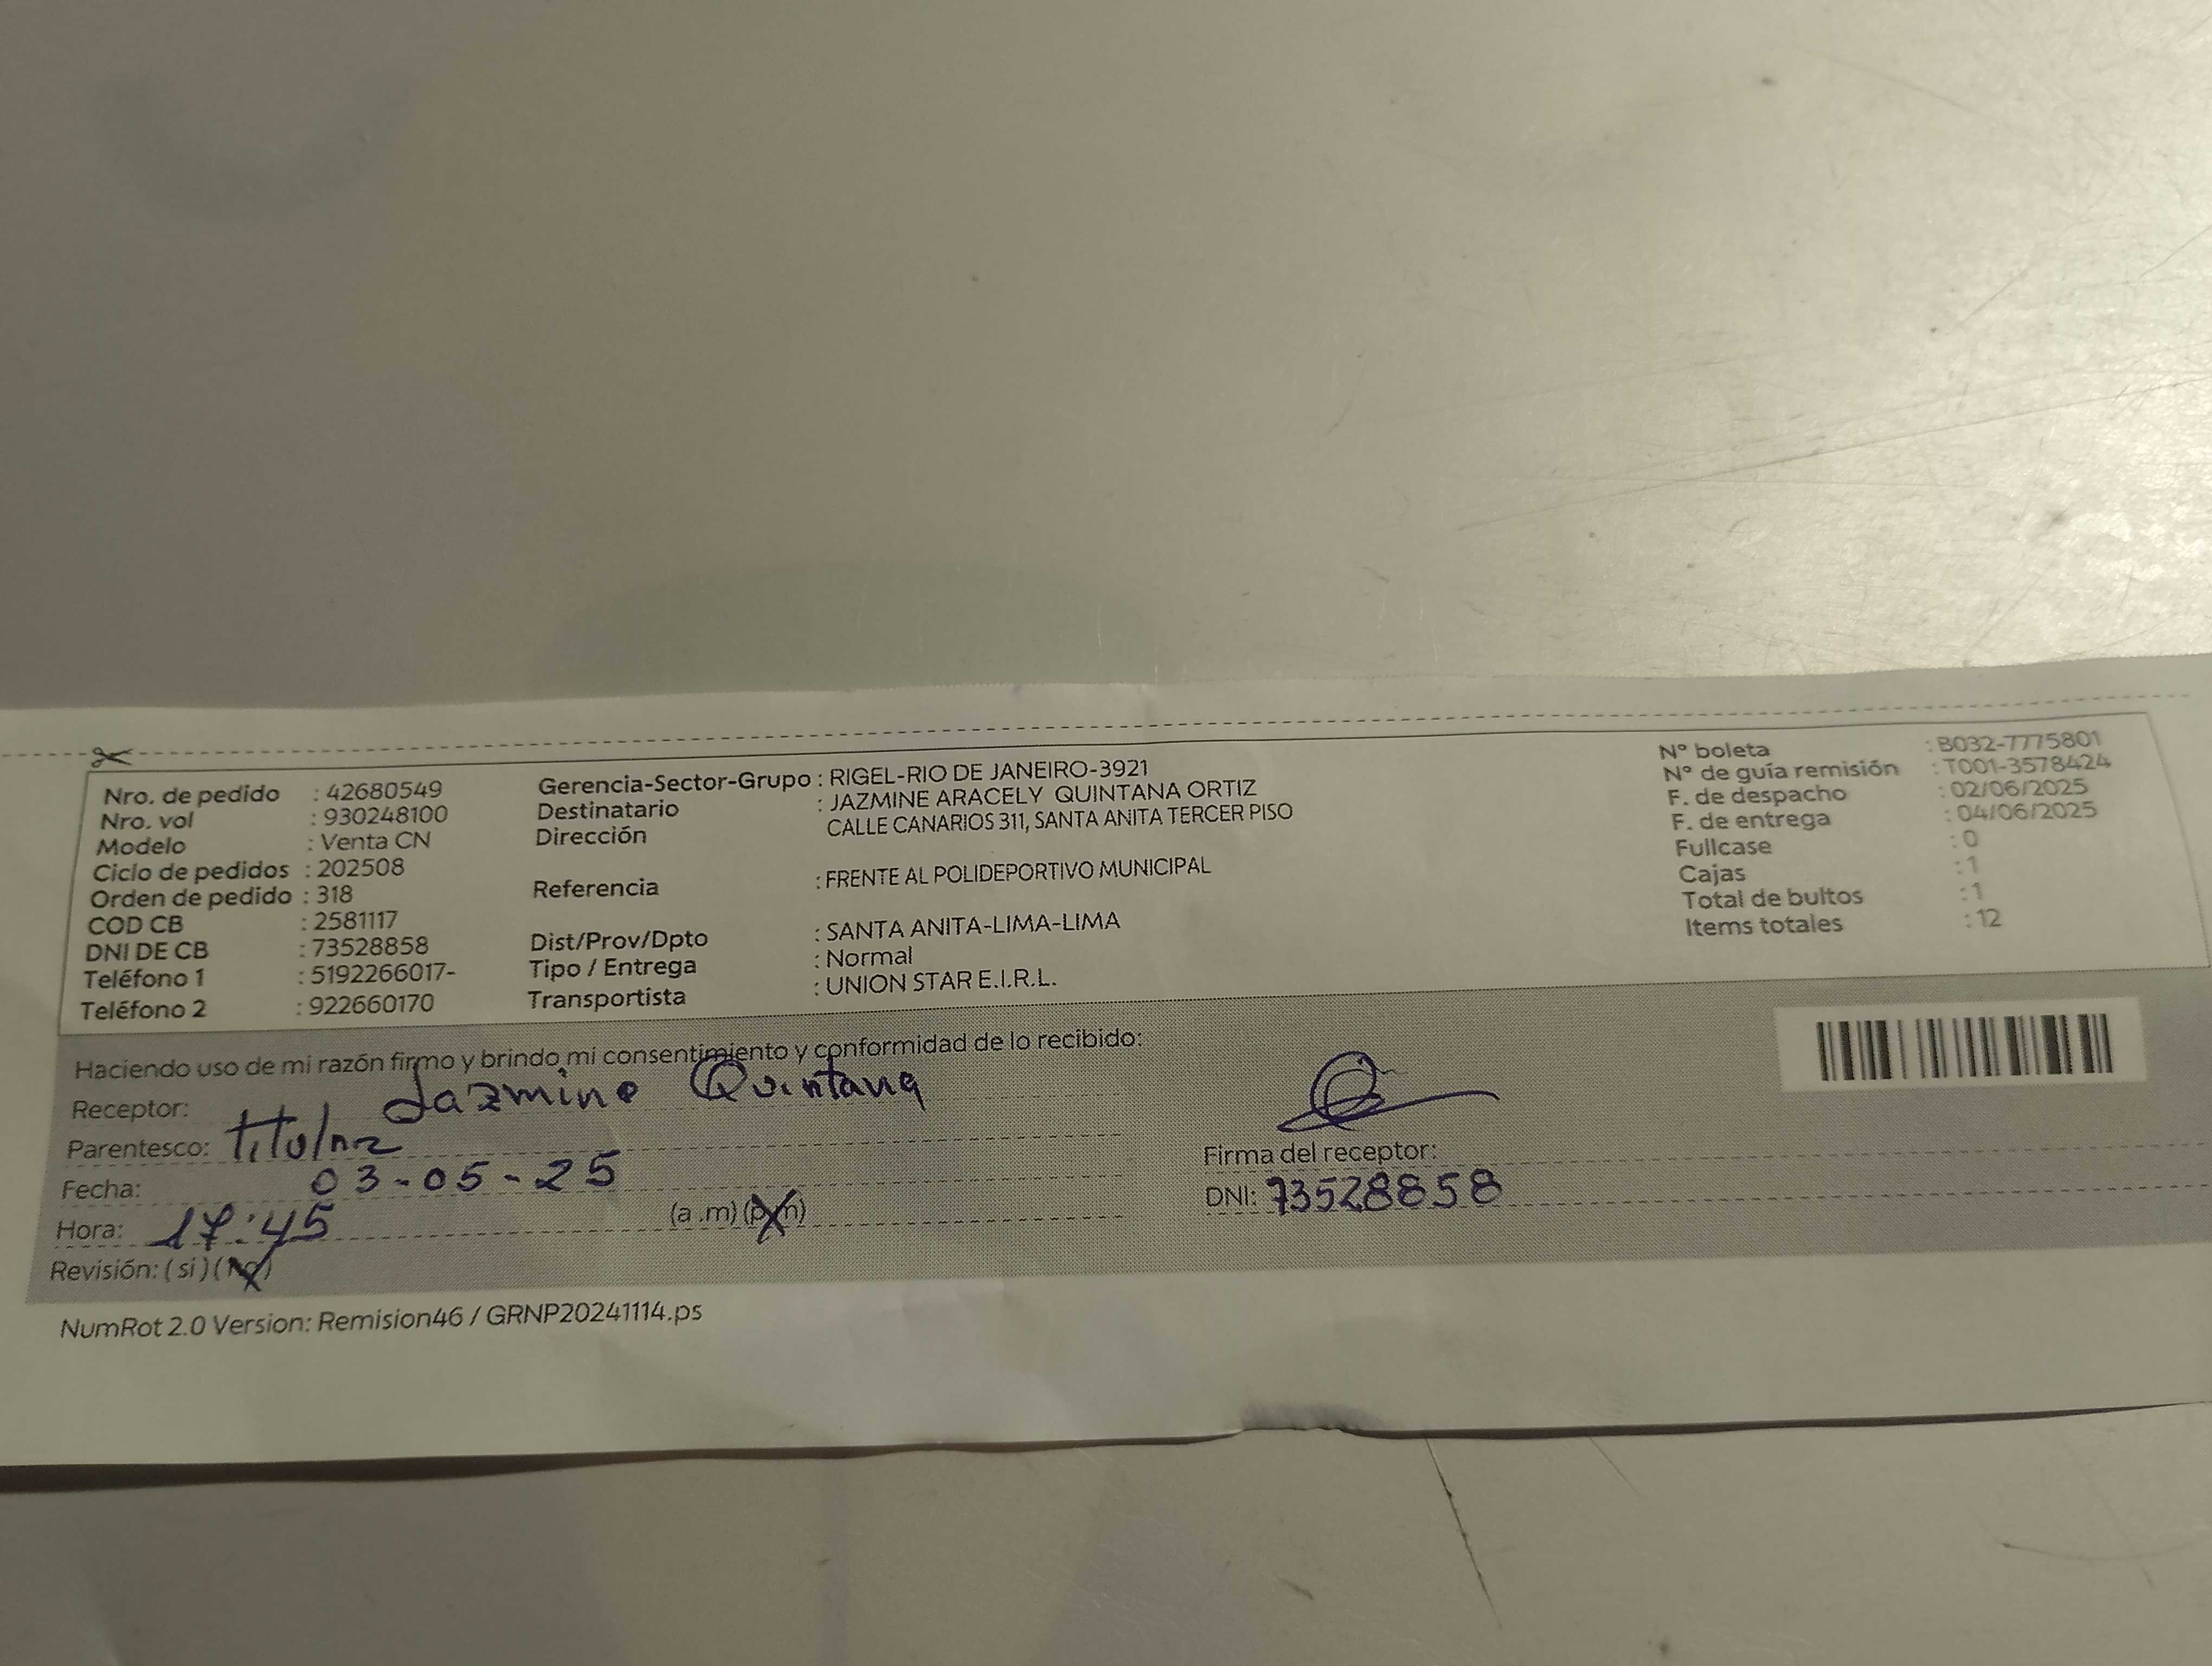 Nro. de pedido : 42680549
Nro. vol : 930248100
Modelo : Venta CN
Ciclo de pedidos : 202508
Orden de pedido : 318
COD CB : 2581117
DNI DE CB : 73528858
Teléfono 1 : 5192266017-
Teléfono 2 : 922660170
Gerencia-Sector-Grupo : RIGEL-RIO DE JANEIRO-3921
Destinatario : JAZMINE ARACELY QUINTANA ORTIZ
Dirección CALLE CANARIOS 311, SANTA ANITA TERCER PISO
Referencia : FRENTE AL POLIDEPORTIVO MUNICIPAL
Dist/Prov/Dpto : SANTA ANITA-LIMA-LIMA
Tipo / Entrega : Normal
Transportista : UNION STAR E.I.R.L.
N° boleta : B032-7775801
N° de guía remisión : T001-3578424
F. de despacho : 02/06/2025
F. de entrega : 04/06/2025
Fullcase : 0
Cajas : 1
Total de bultos : 1
Items totales : 12
Haciendo uso de mi razón firmo y brindo mi consentimiento y conformidad de lo recibido:
Receptor: Jazmine Quintana
Parentesco: titular
Fecha: 03-05-25
Hora: 17:45 (a .m) (p.m)
Revisión: ( si ) ( no )
Firma del receptor:
DNI: 73528858
NumRot 2.0 Version: Remision46 / GRNP20241114.ps